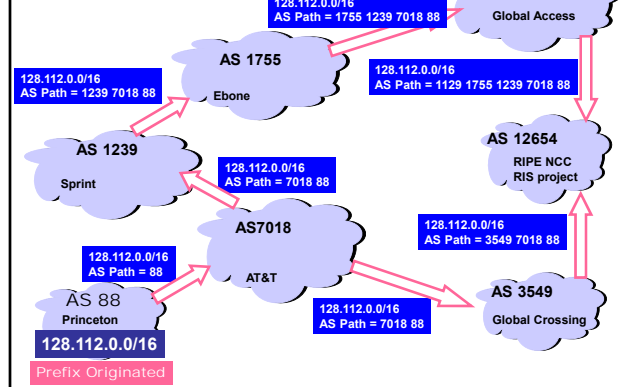 128.112.0.0/16
AS Path = 1755 1239 7018 88
Global Access
AS 1755
Ebone
128.112.0.0/16
AS Path = 1239 7018 88
128.112.0.0/16
AS Path = 1129 1755 1239 7018 88
AS 12654
RIPE NCC
RIS project
AS 1239
Sprint
128.112.0.0/16
AS Path = 7018 88
AS7018
AT&T
128.112.0.0/16
AS Path = 3549 7018 88
128.112.0.0/16
AS Path = 88
AS 88
Princeton
128.112.0.0/16
Prefix Originated
128.112.0.0/16
AS Path = 7018 88
AS 3549
Global Crossing